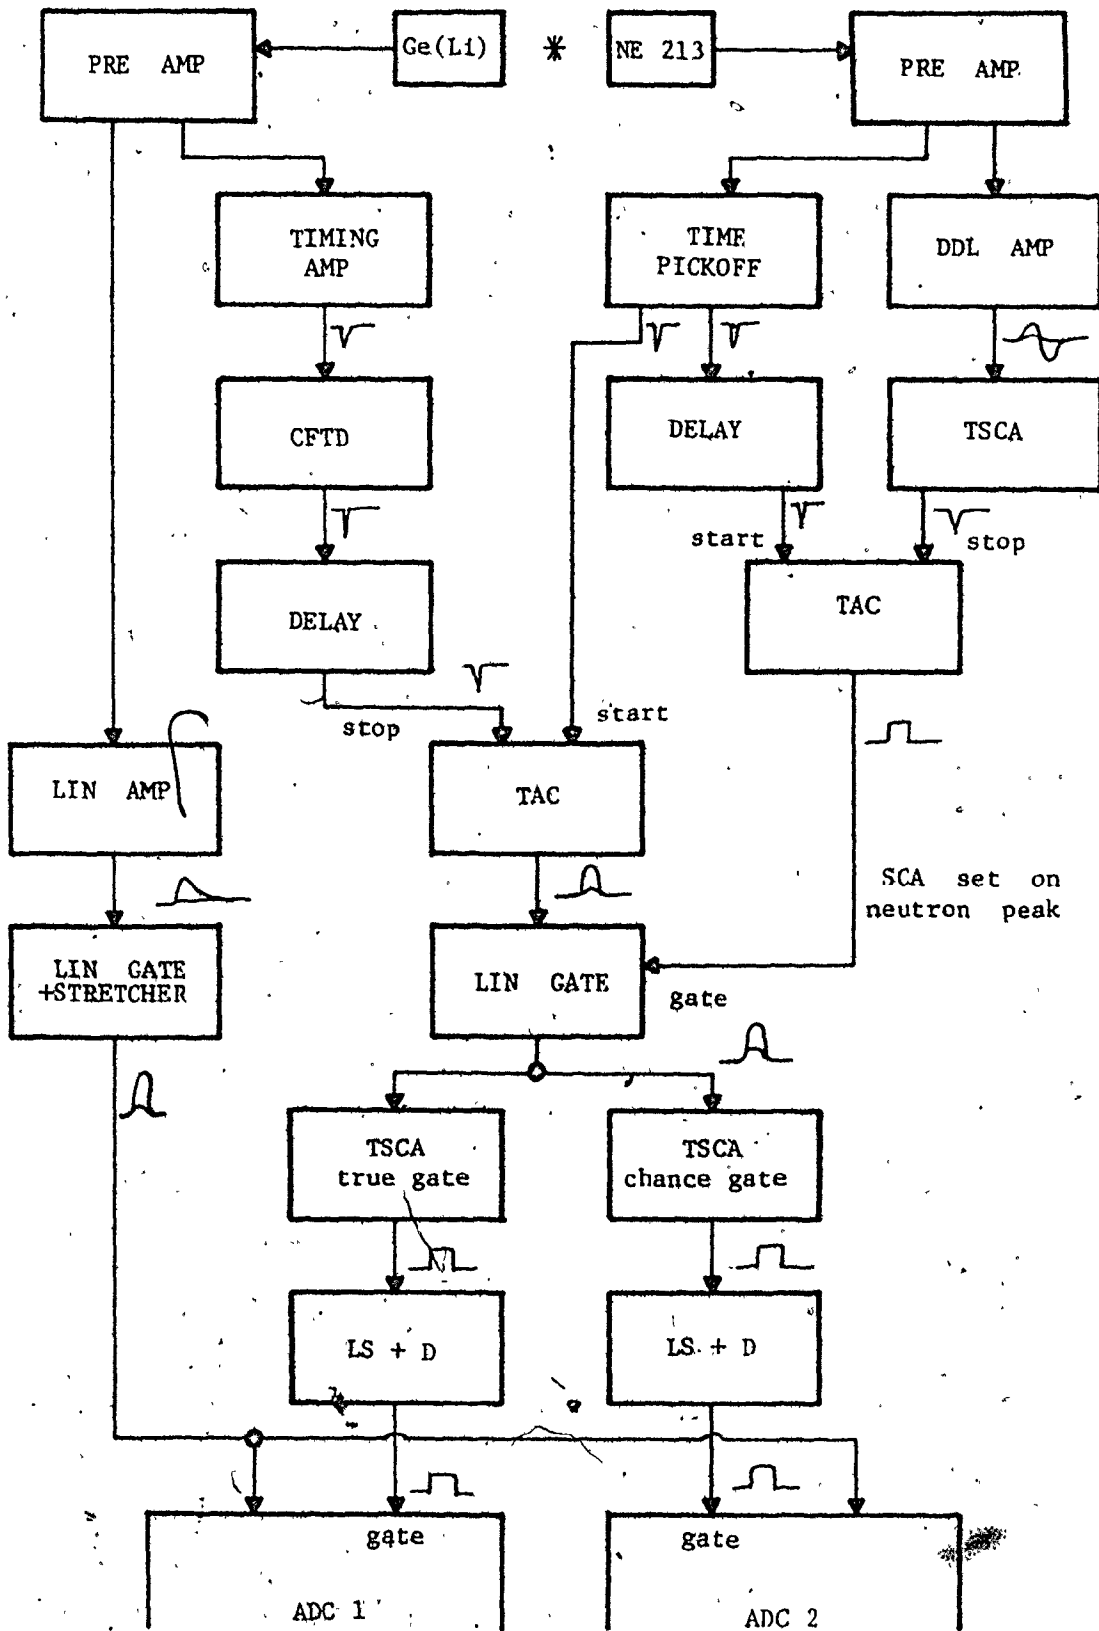 PRE AMP
Ge(Li)
*
NE 213
PRE AMP
TIMING
AMP
TIME
PICKOFF
DDL AMP
CFTD
DELAY
TSCA
start
stop
DELAY
TAC
stop
start
LIN AMP
TAC
SCA set on
neutron peak
LIN GATE
+STRETCHER
LIN GATE
gate
TSCA
true gate
TSCA
chance gate
LS + D
LS + D
gate
gate
ADC 1
ADC 2